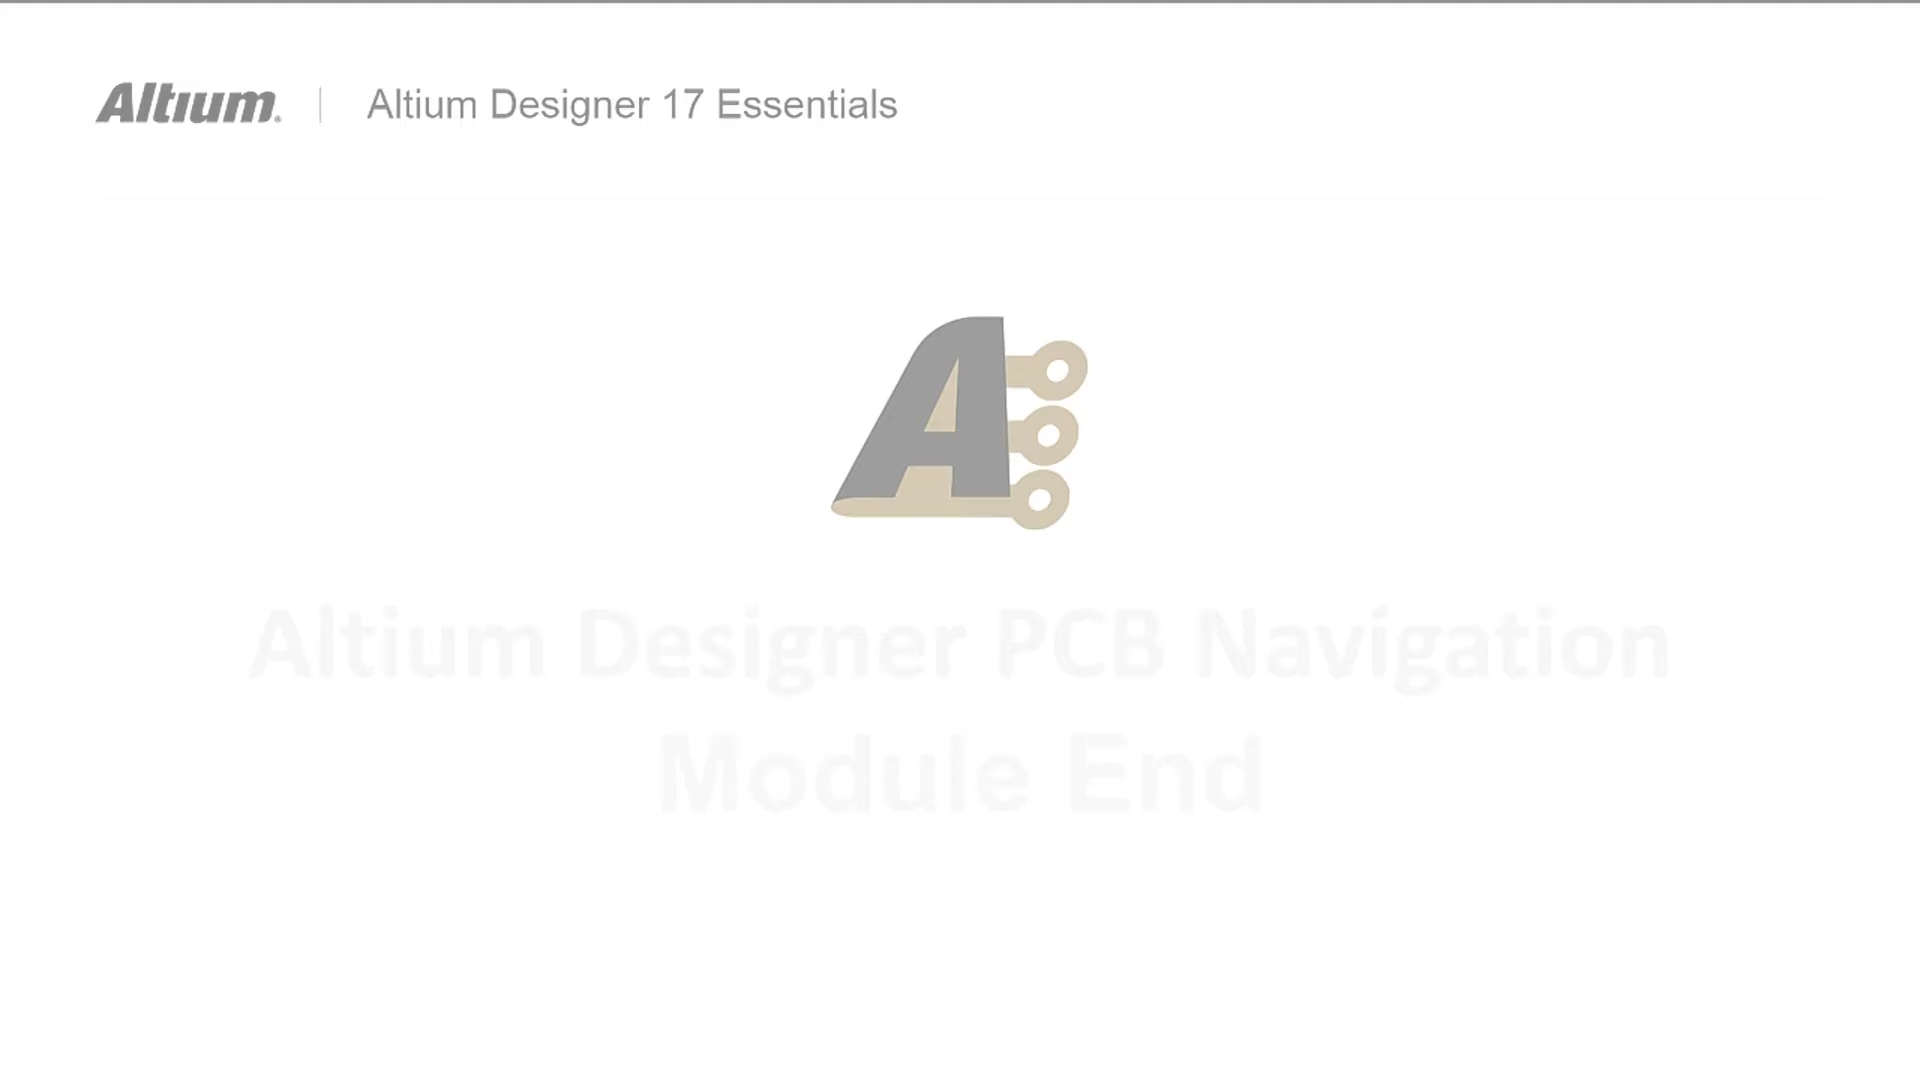 Altium.
Altium Designer 17 Essentials
A
Altium Designer PCB Navigation
Module End